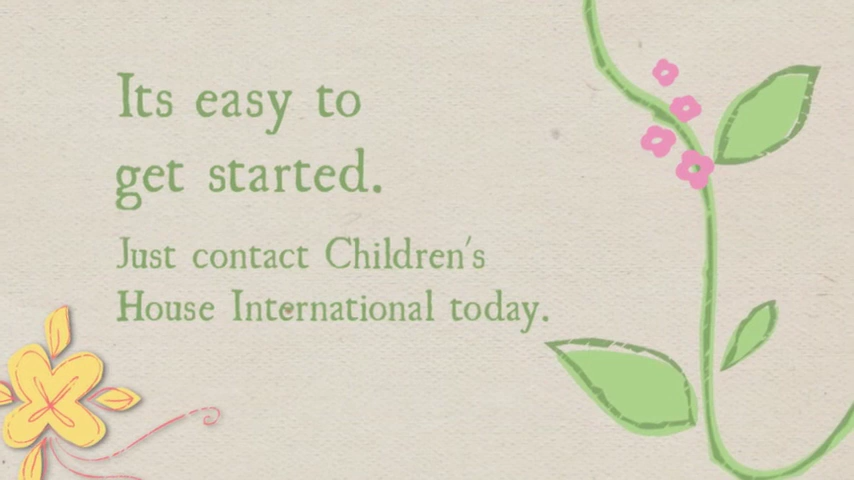 Its easy to
get started.
Just contact Children's
House International today.